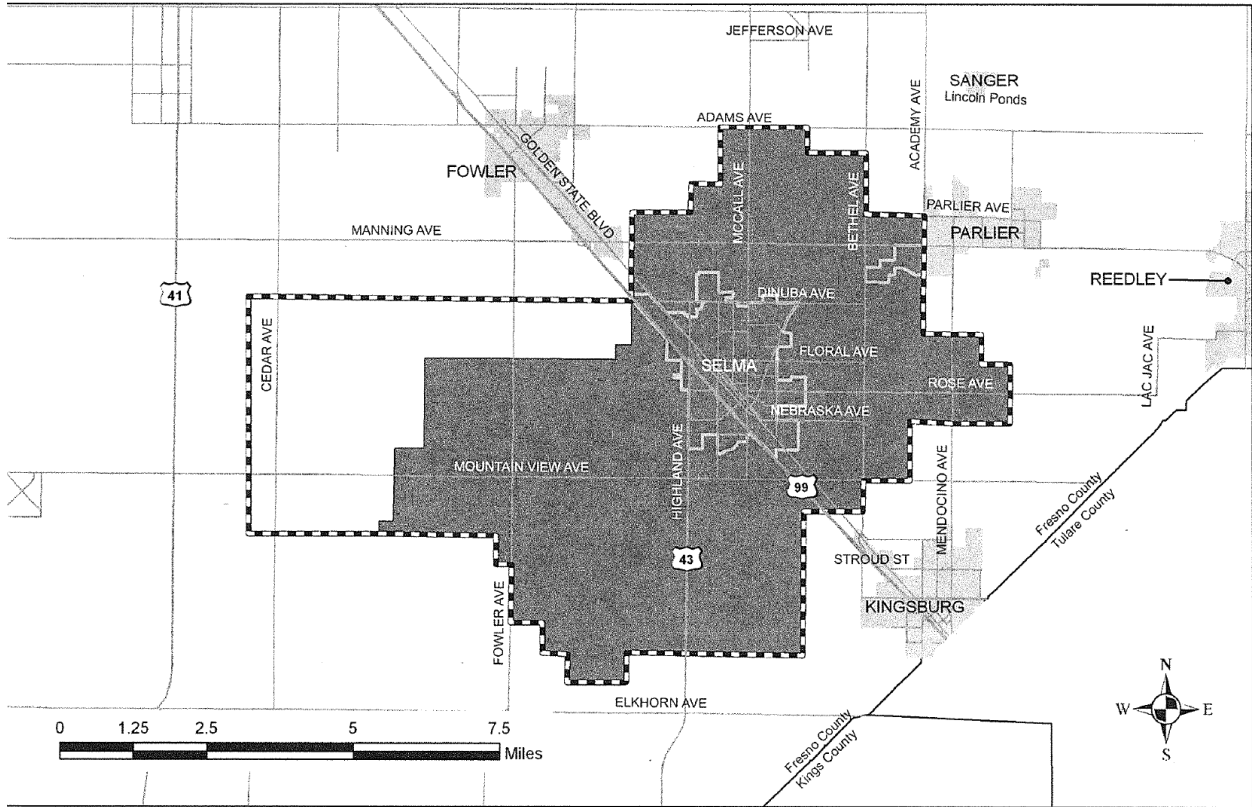 JEFFERSON AVE
SANGER
Lincoln Ponds
ACADEMY AVE
ADAMS AVE
GOLDEN STATE BLVD
FOWLER
MCCALL AVE
BETHEL AVE
PARLIER AVE
MANNING AVE
PARLIER
REEDLEY
41
DINUBA AVE
CEDAR AVE
FLORAL AVE
SELMA
LAC JAC AVE
ROSE AVE
NEBRASKA AVE
HIGHLAND AVE
MOUNTAIN VIEW AVE
99
MENDOCINO AVE
Fresno County
Tulare County
43
STROUD ST
KINGSBURG
FOWLER AVE
ELKHORN AVE
N
W E
S
0 1.25 2.5 5 7.5
Miles
Fresno County
Kings County